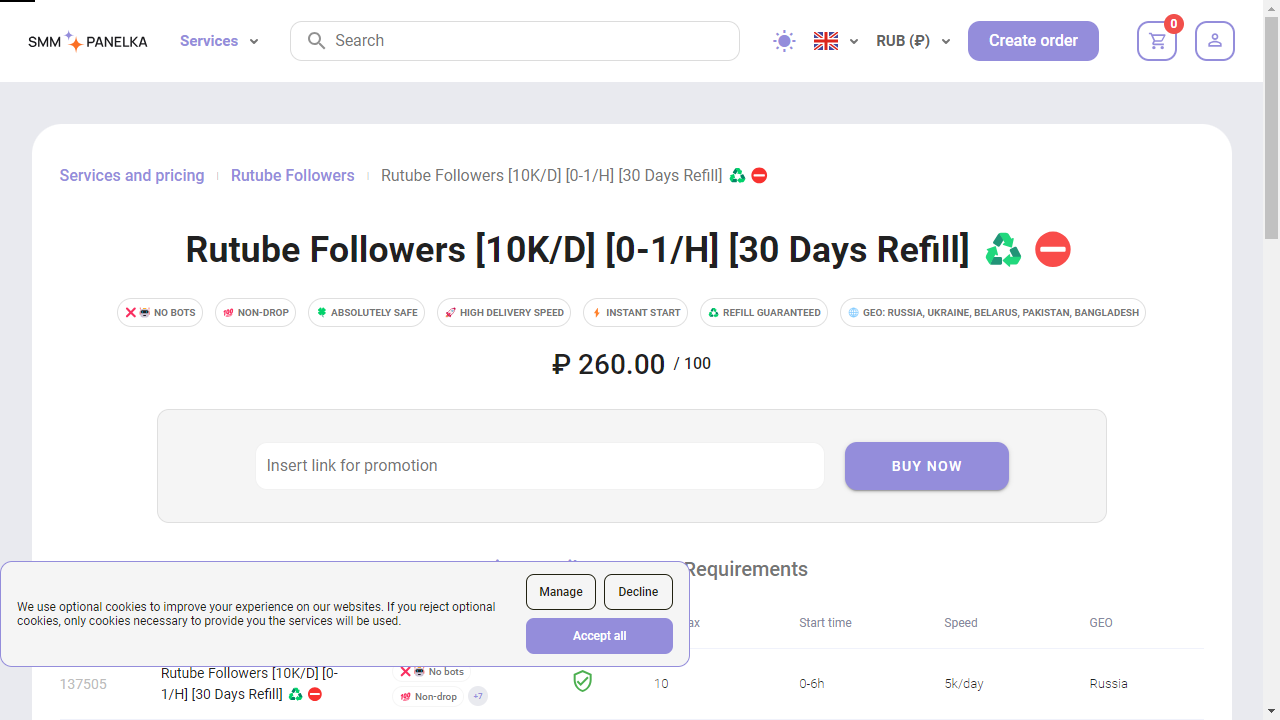 SMM PANELKA
Services
Search
RUB (₽)
Create order
0
Services and pricing
Rutube Followers
Rutube Followers [10K/D] [0-1/H] [30 Days Refill] ♻️ ⛔
Rutube Followers [10K/D] [0-1/H] [30 Days Refill] ♻️ ⛔
NO BOTS
NON-DROP
ABSOLUTELY SAFE
HIGH DELIVERY SPEED
INSTANT START
REFILL GUARANTEED
GEO: RUSSIA, UKRAINE, BELARUS, PAKISTAN, BANGLADESH
₽ 260.00 / 100
Insert link for promotion
BUY NOW
Requirements
We use optional cookies to improve your experience on our websites. If you reject optional
cookies, only cookies necessary to provide you the services will be used.
Manage
Decline
Accept all
Start time
Speed
GEO
137505
Rutube Followers [10K/D] [0-
1/H] [30 Days Refill] ♻️ ⛔
No bots
Non-drop
+7
10
0-6h
5k/day
Russia